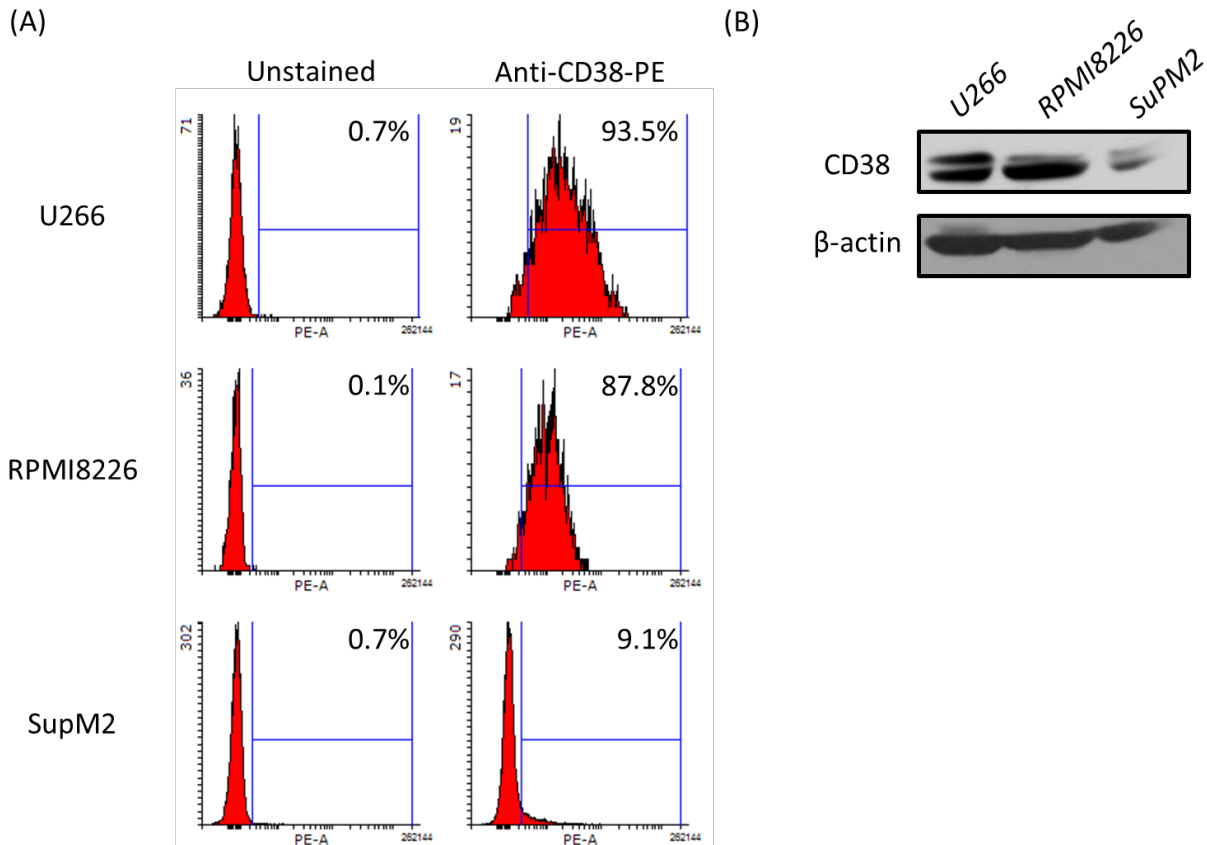 (A)
(B)
Unstained
Anti-CD38-PE
U266
71
0.7%
PE-A
262144
19
93.5%
PE-A
262144
RPMI8226
36
0.1%
PE-A
262144
17
87.8%
PE-A
262144
SupM2
302
0.7%
PE-A
262144
290
9.1%
PE-A
262144
U266
RPMI8226
SuPM2
CD38
β-actin